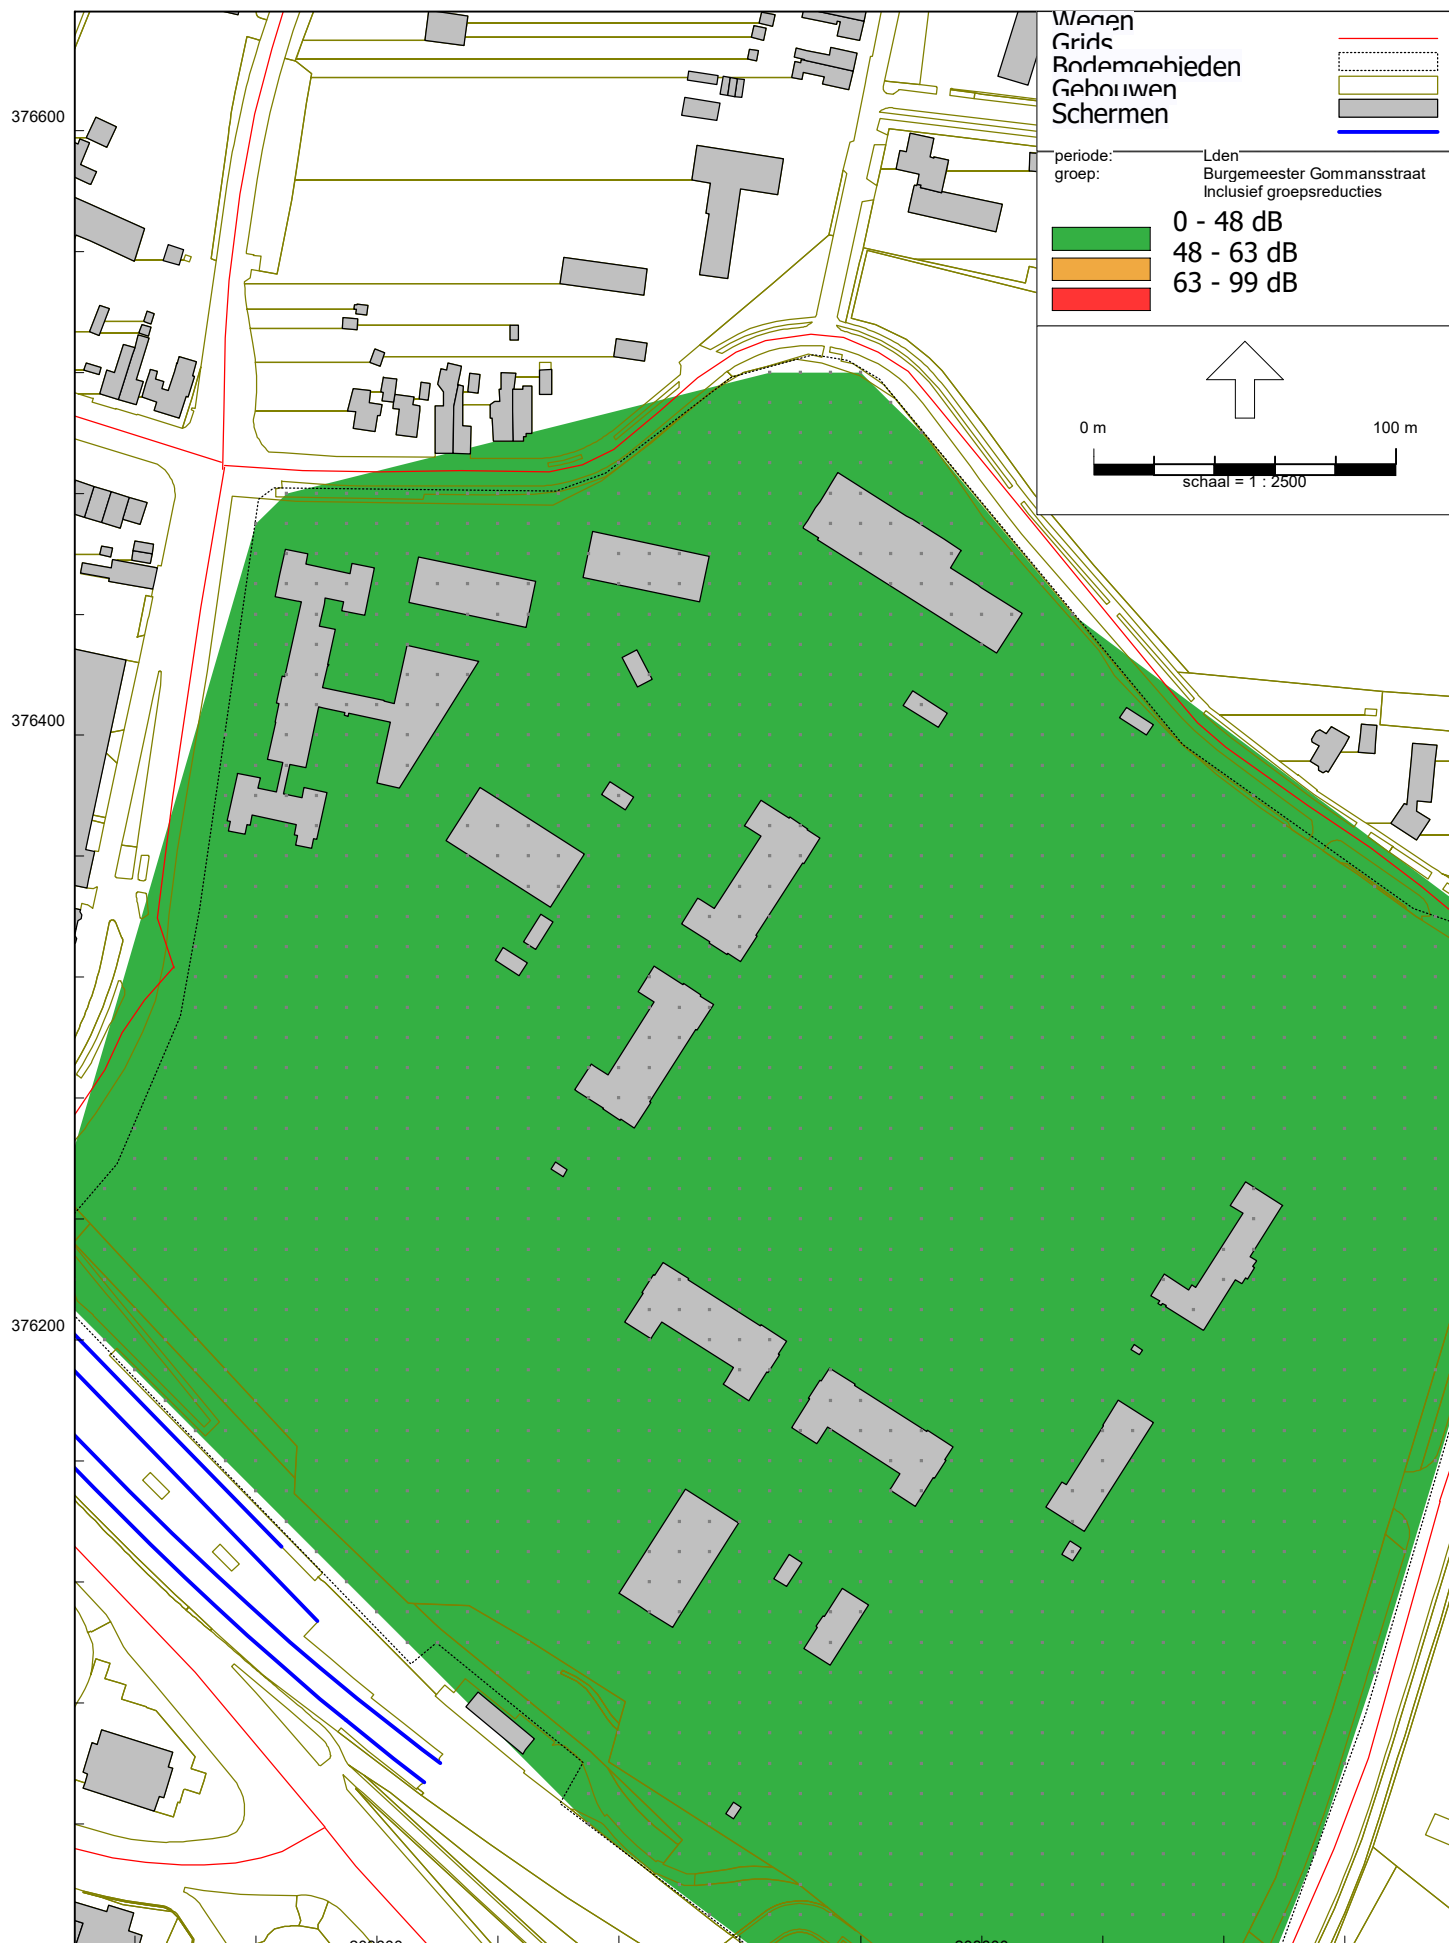 Wegen
Grids
Bodemgebieden
Gebouwen
Schermen
periode: Lden
groep: Burgemeester Gommansstraat
Inclusief groepsreducties
0 - 48 dB
48 - 63 dB
63 - 99 dB
0 m 100 m
schaal = 1 : 2500
376600
376400
376200